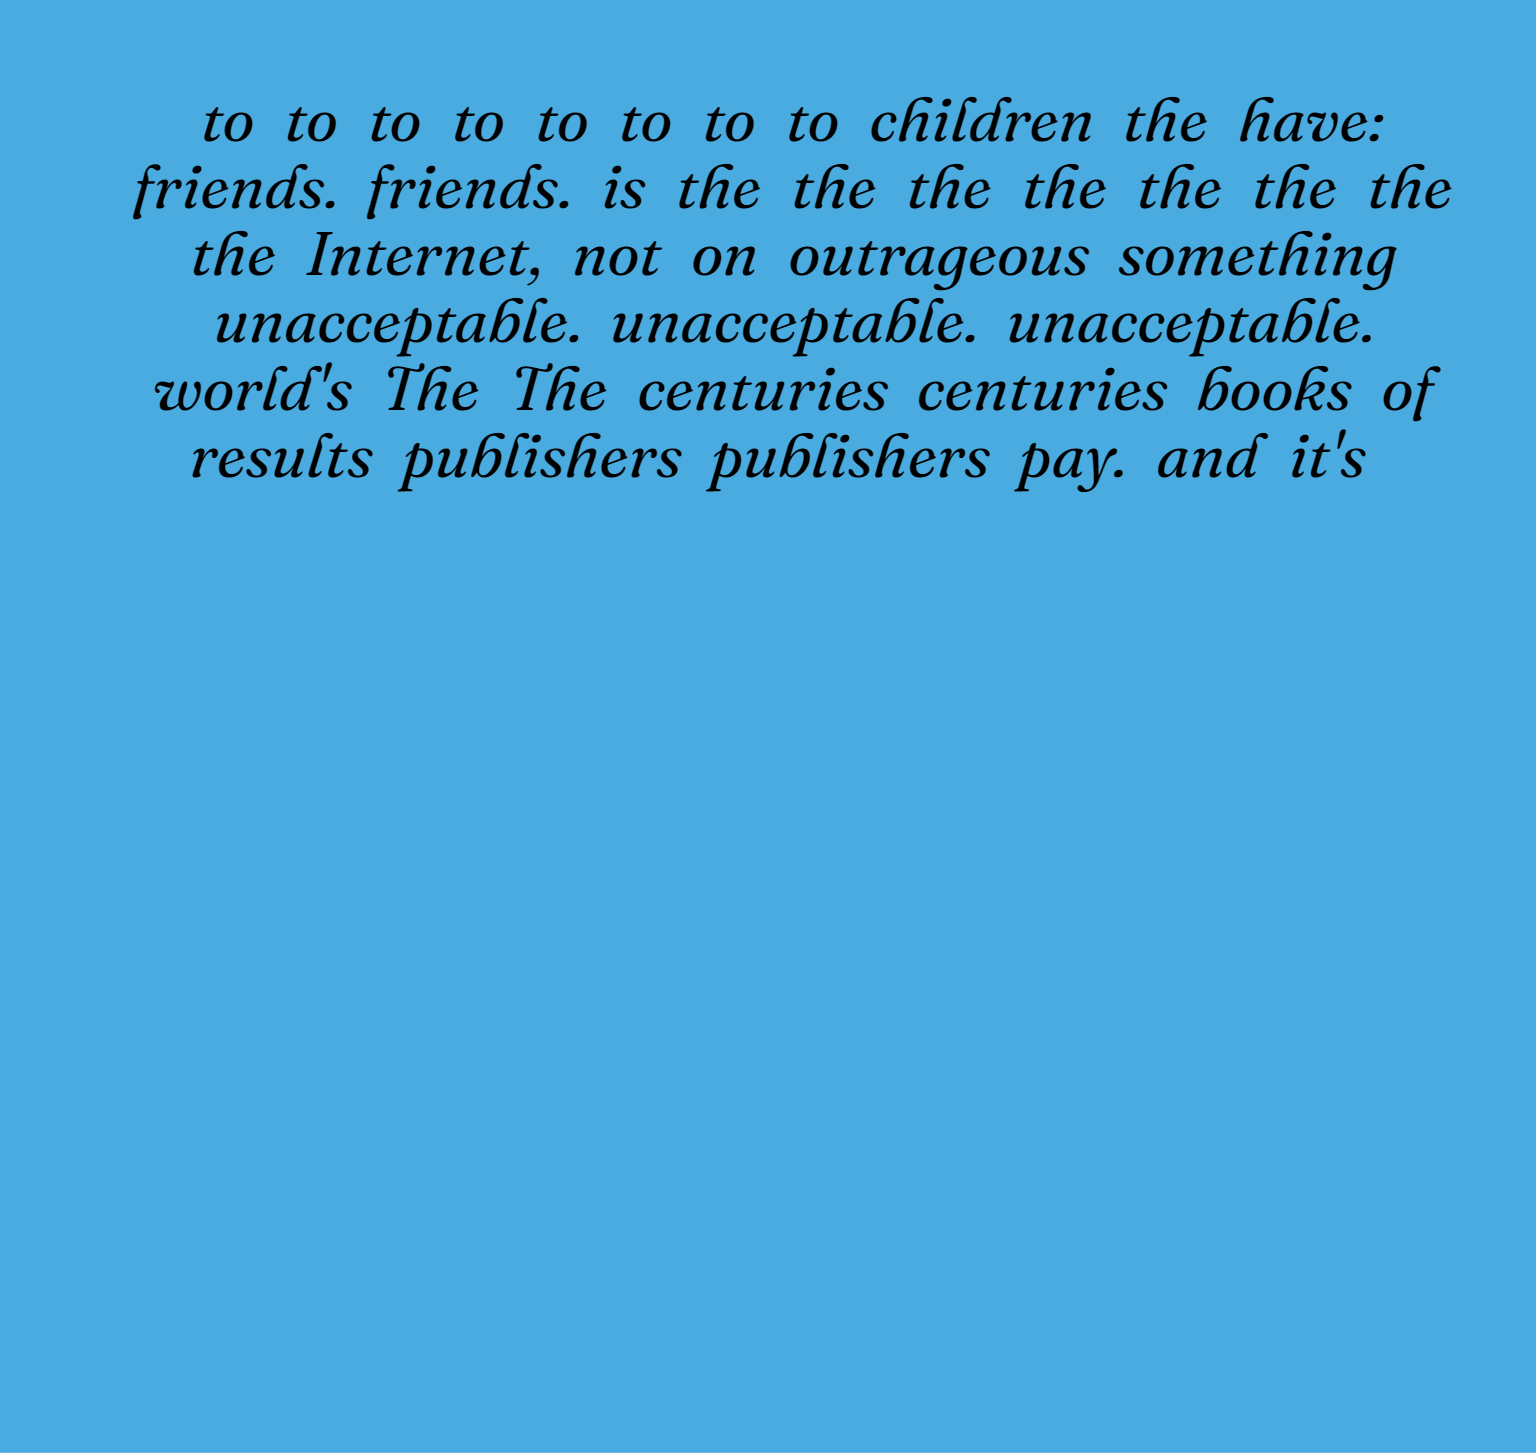 to to to to to to to to children the have:
friends. friends. is the the the the the the the
the Internet, not on outrageous something
unacceptable. unacceptable. unacceptable.
world's The The centuries centuries books of
results publishers publishers pay. and it's